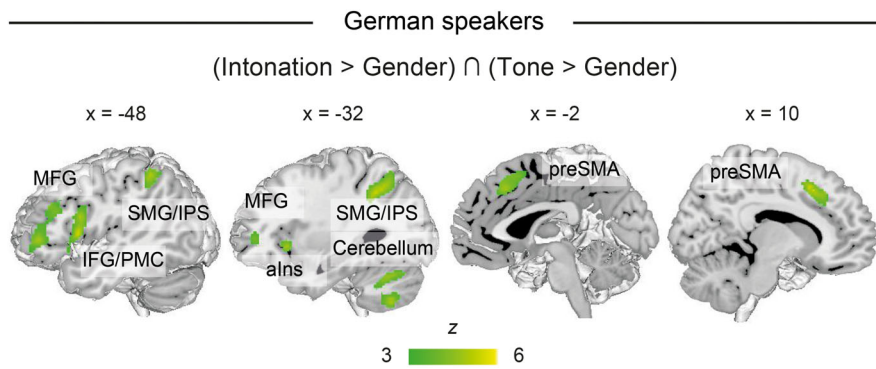 German speakers
(Intonation > Gender) ∩ (Tone > Gender)
x = -48
MFG
SMG/IPS
IFG/PMC
x = -32
MFG
SMG/IPS
Cerebellum
aIns
x = -2
preSMA
x = 10
preSMA
z
3 6